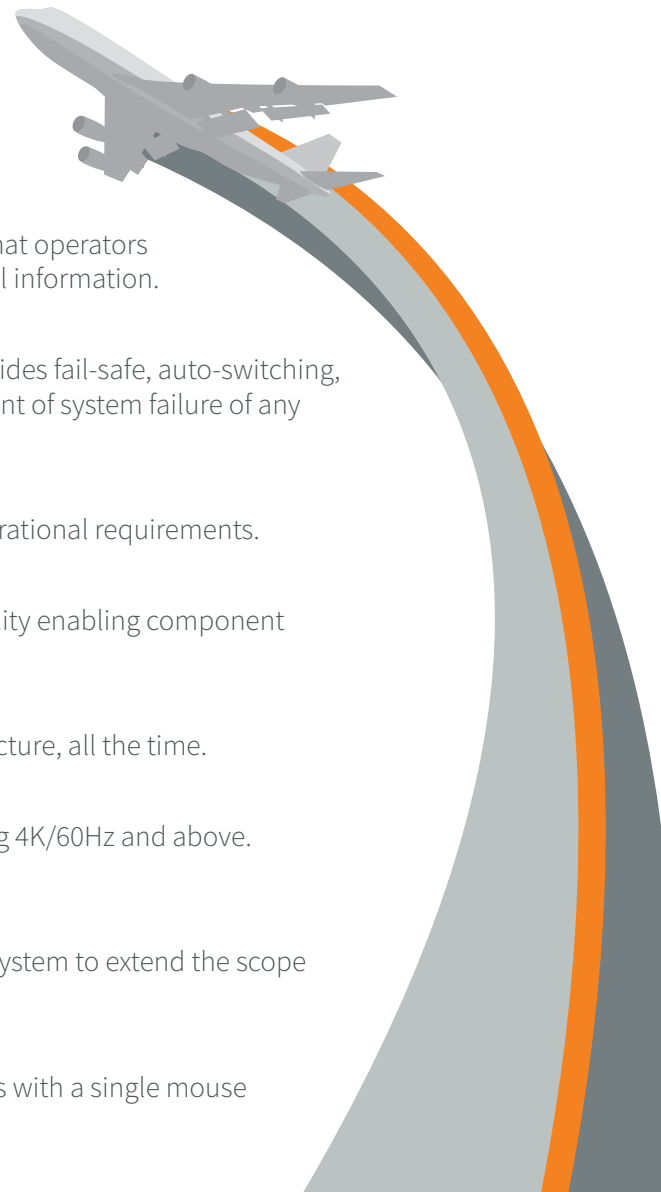 hat operators
l information.
ides fail-safe, auto-switching,
nt of system failure of any
rational requirements.
ity enabling component
cture, all the time.
g 4K/60Hz and above.
ystem to extend the scope
s with a single mouse